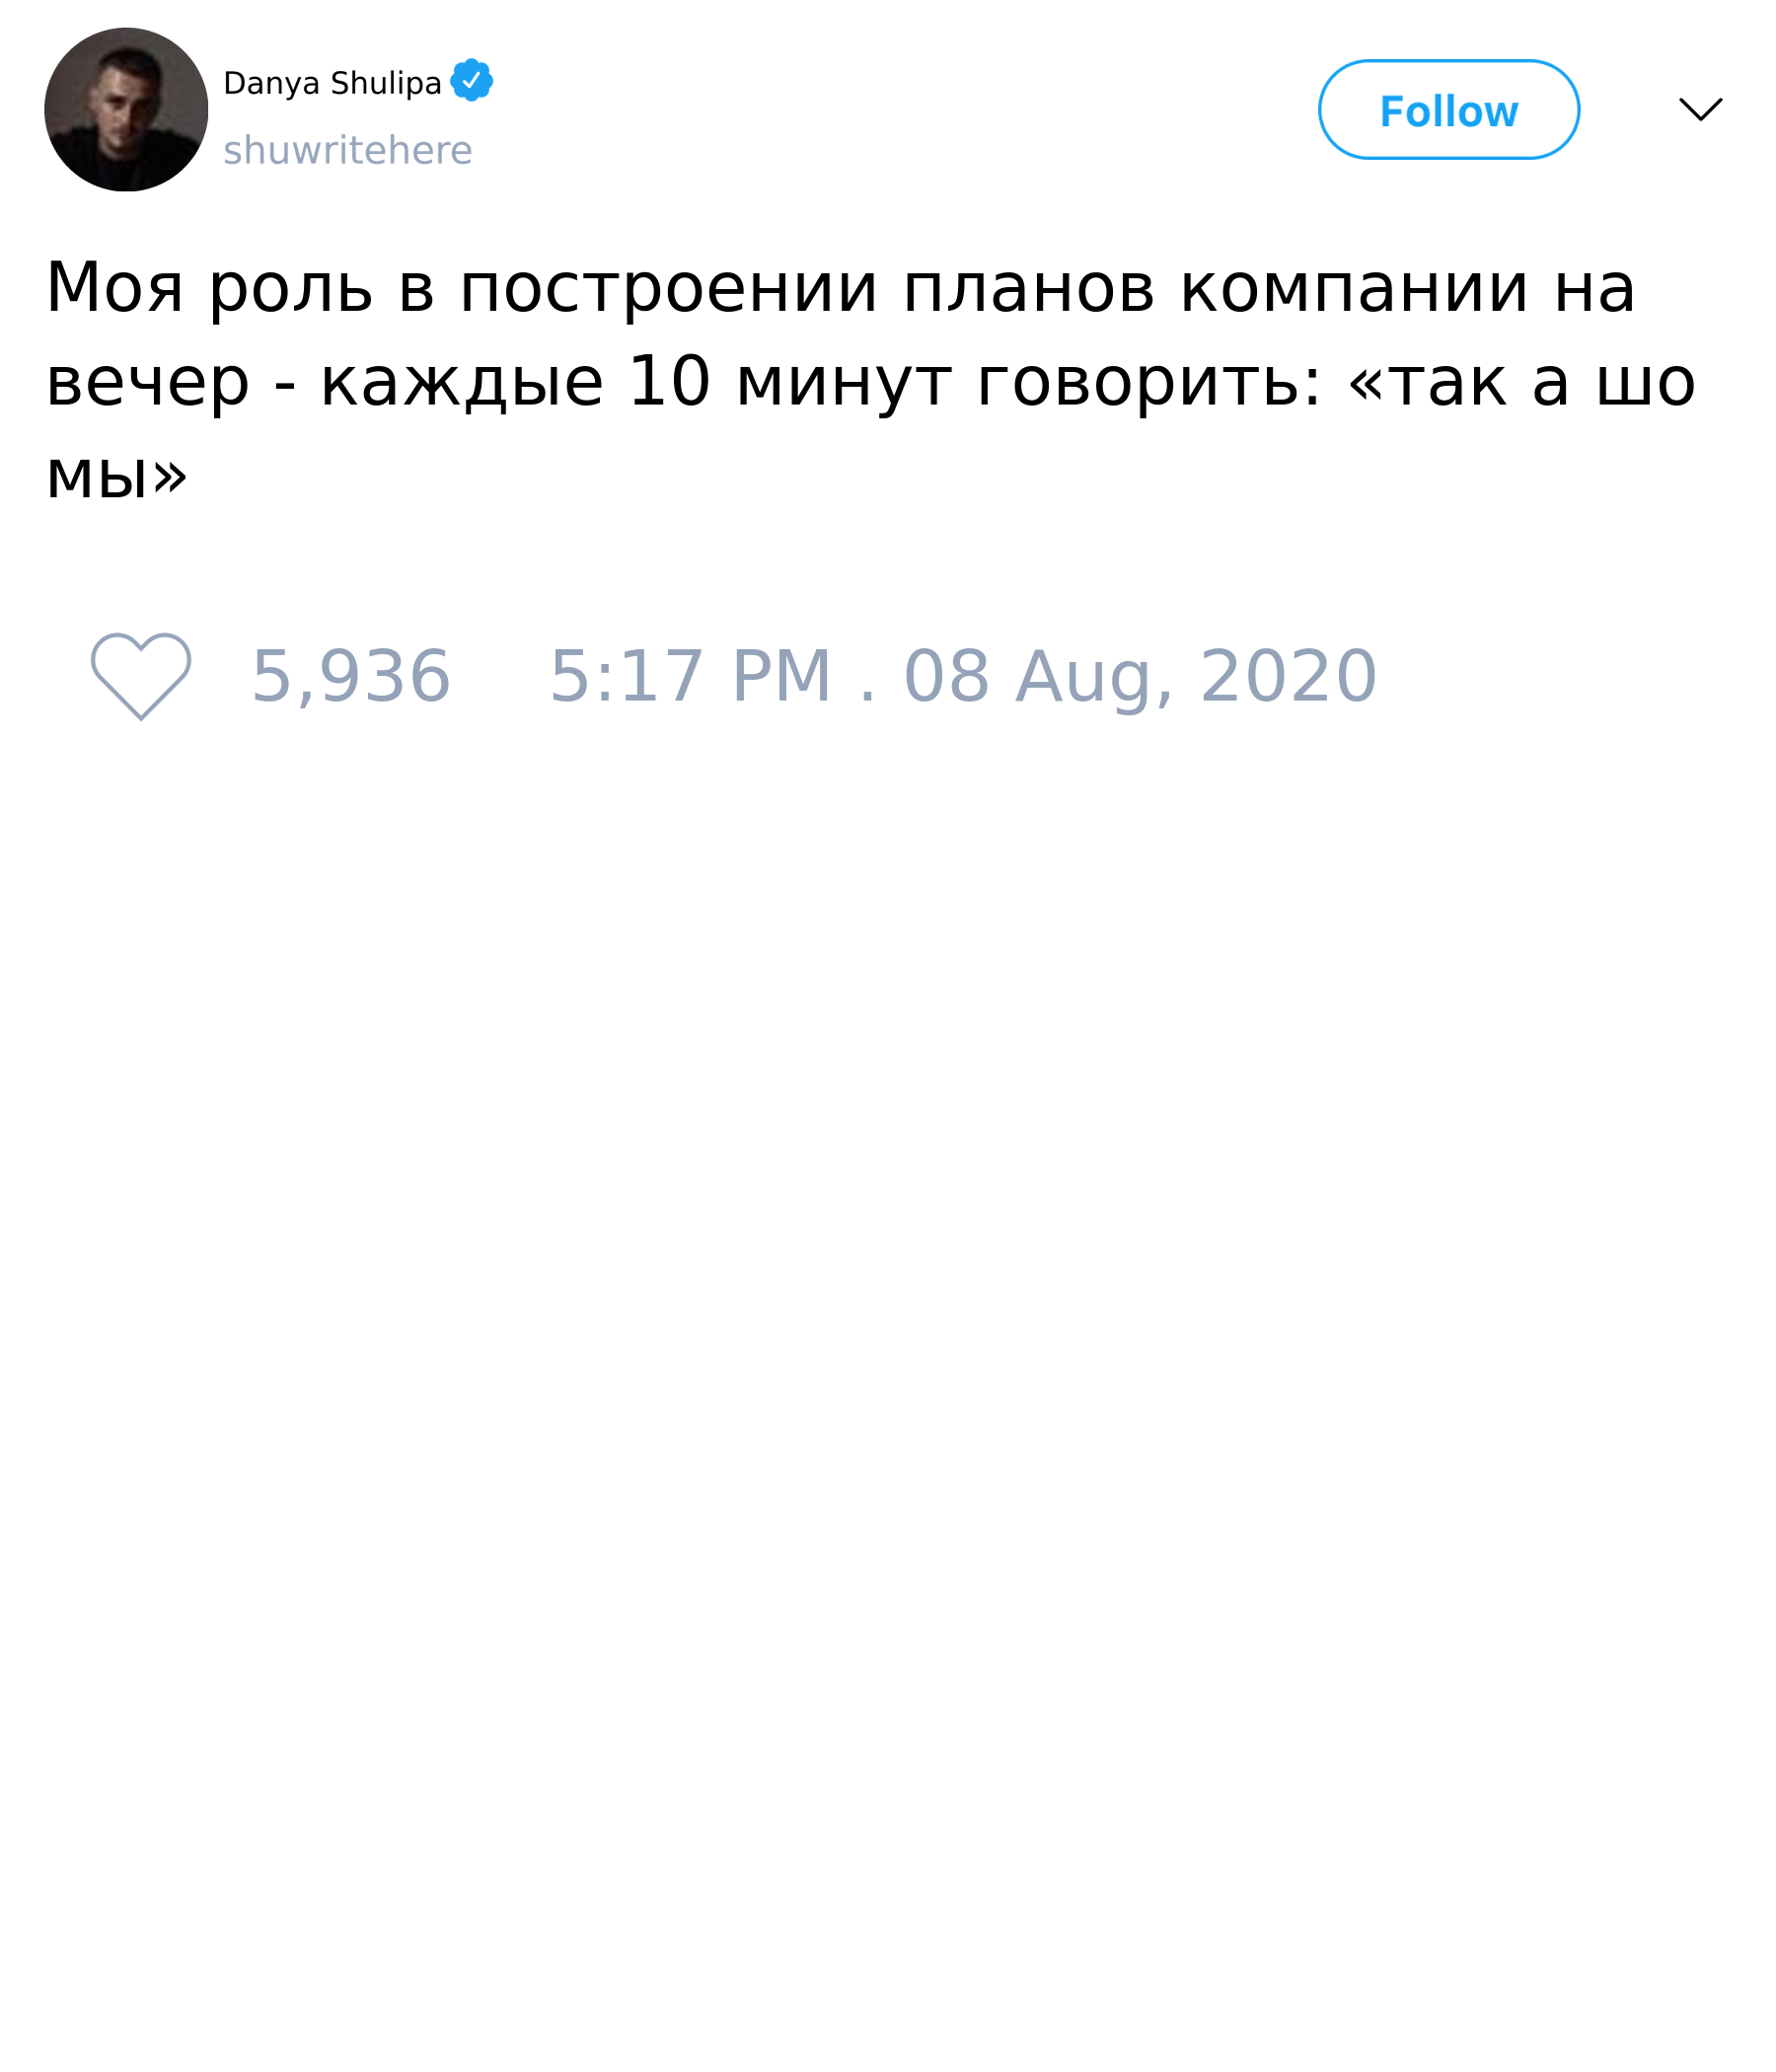 Danya Shulipa
shuwritehere
Follow
Моя роль в построении планов компании на
вечер - каждые 10 минут говорить: «так а шо
мы»
5,936 5:17 PM . 08 Aug, 2020